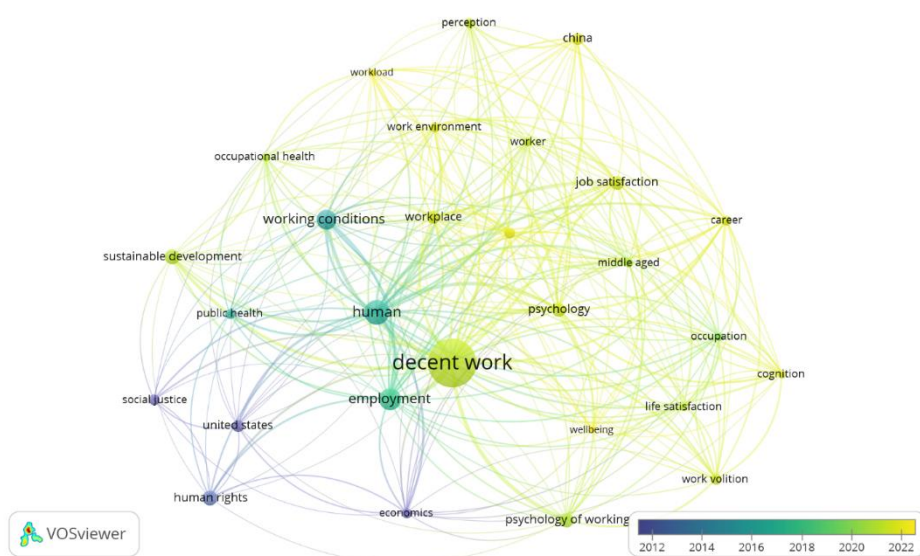 perception
china
workload
work environment
worker
occupational health
job satisfaction
working conditions
workplace
career
sustainable development
middle aged
public health
human
psychology
occupation
decent work
cognition
social justice
employment
life satisfaction
united states
wellbeing
work volition
human rights
economics
psychology of working
VOSviewer
2012 2014 2016 2018 2020 2022